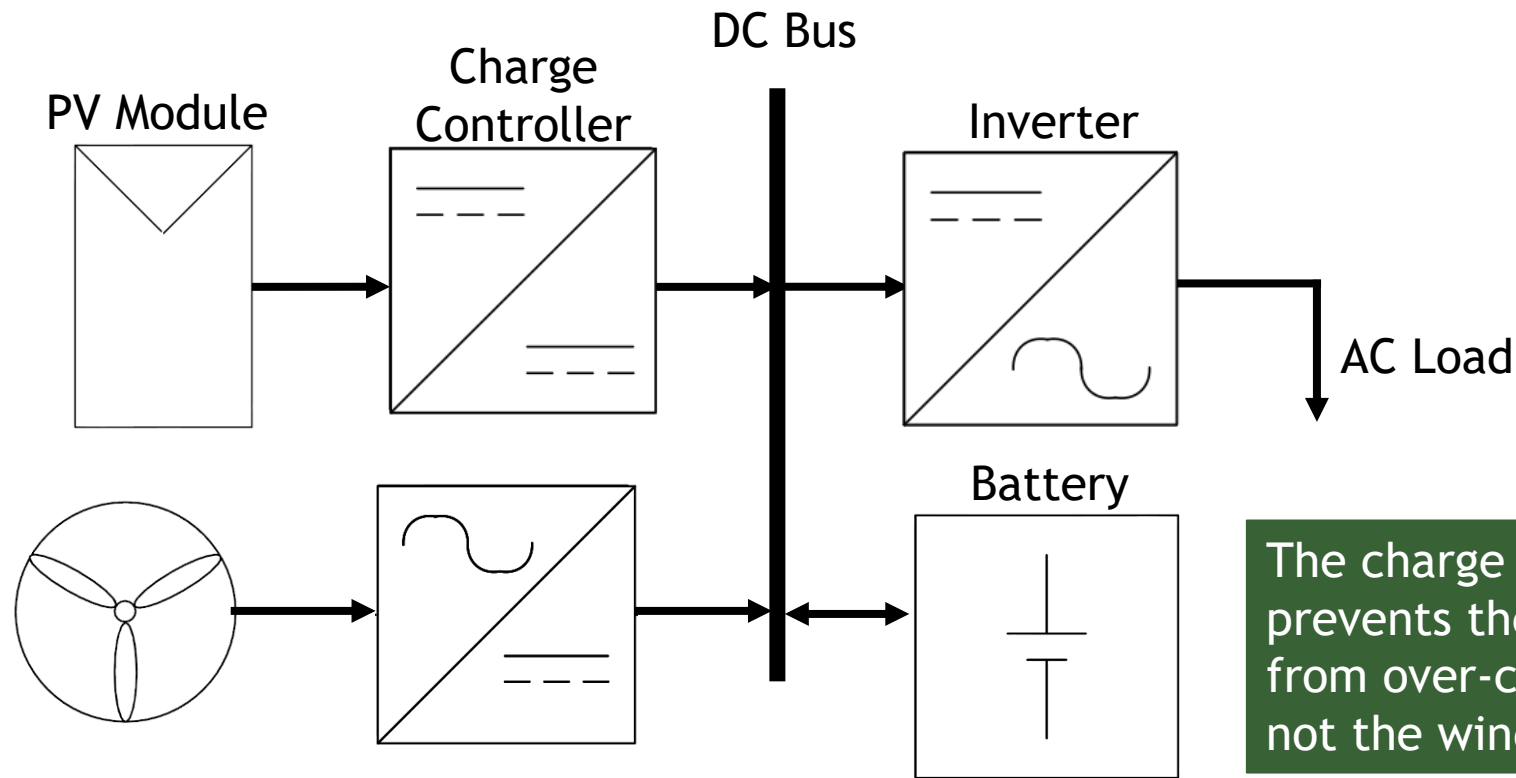 DC Bus
Charge
Controller
PV Module
Inverter
AC Load
Battery
The charge
prevents the
from over-c
not the win